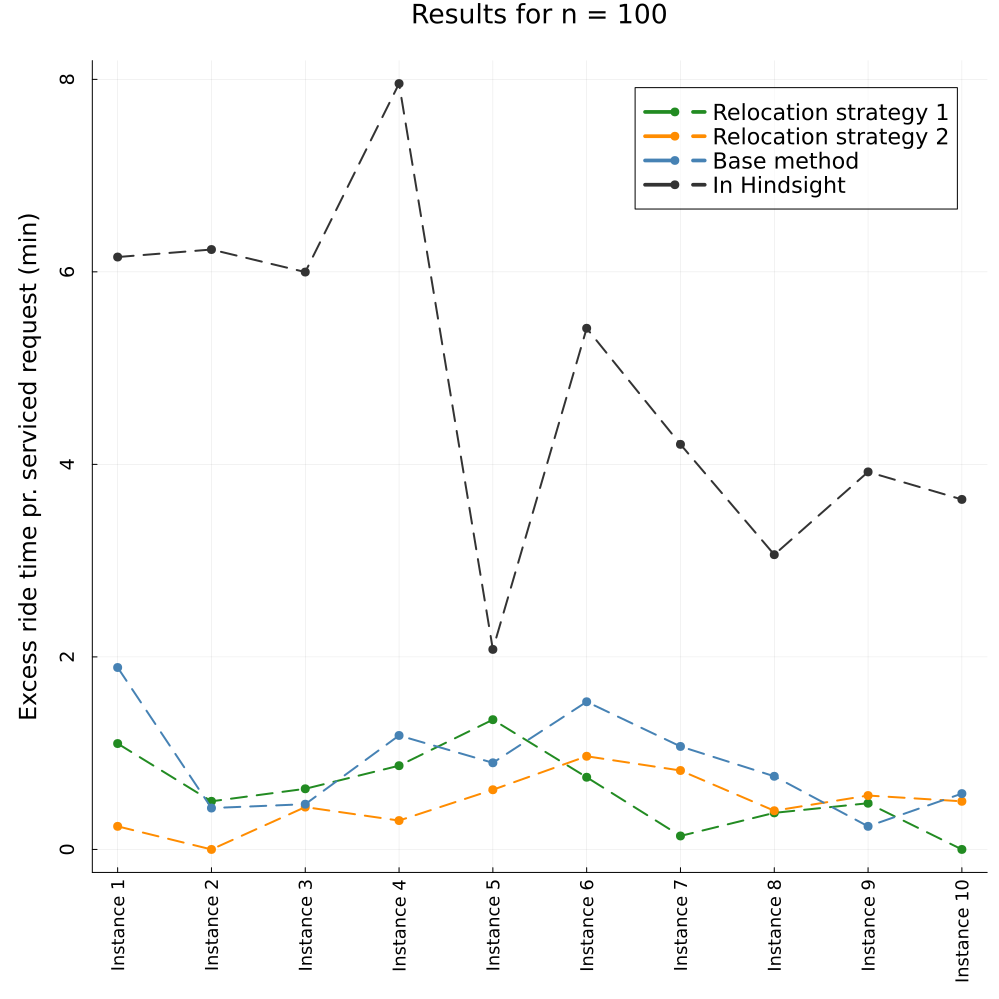 Results for n = 100
Excess ride time pr. serviced request (min)
8
6
4
2
0
Relocation strategy 1
Relocation strategy 2
Base method
In Hindsight
Instance 1
Instance 2
Instance 3
Instance 4
Instance 5
Instance 6
Instance 7
Instance 8
Instance 9
Instance 10